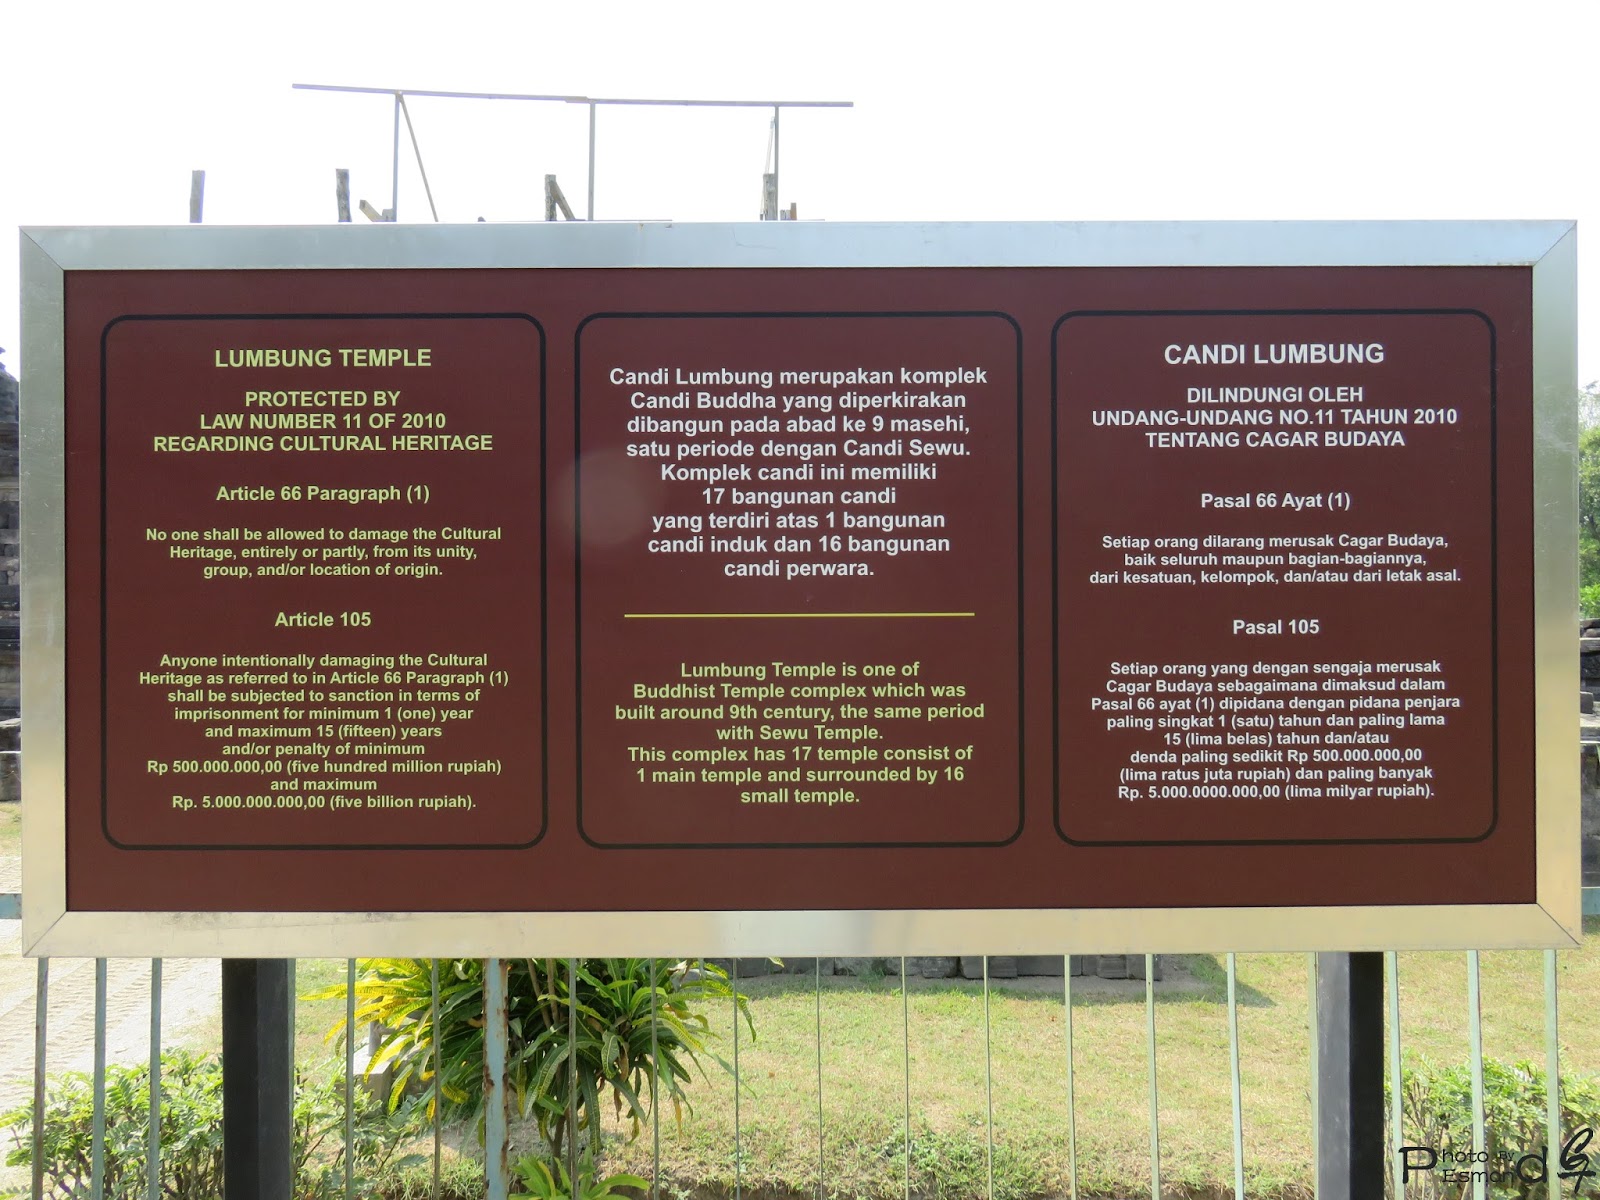 LUMBUNG TEMPLE
PROTECTED BY
LAW NUMBER 11 OF 2010
REGARDING CULTURAL HERITAGE
Article 66 Paragraph (1)
No one shall be allowed to damage the Cultural
Heritage, entirely or partly, from its unity,
group, and/or location of origin.
Article 105
Anyone intentionally damaging the Cultural
Heritage as referred to in Article 66 Paragraph (1)
shall be subjected to sanction in terms of
imprisonment for minimum 1 (one) year
and maximum 15 (fifteen) years
and/or penalty of minimum
Rp 500.000.000,00 (five hundred million rupiah)
and maximum
Rp. 5.000.000.000,00 (five billion rupiah).
Candi Lumbung merupakan komplek
Candi Buddha yang diperkirakan
dibangun pada abad ke 9 masehi,
satu periode dengan Candi Sewu.
Komplek candi ini memiliki
17 bangunan candi
yang terdiri atas 1 bangunan
candi induk dan 16 bangunan
candi perwara.
Lumbung Temple is one of
Buddhist Temple complex which was
built around 9th century, the same period
with Sewu Temple.
This complex has 17 temple consist of
1 main temple and surrounded by 16
small temple.
CANDI LUMBUNG
DILINDUNGI OLEH
UNDANG-UNDANG NO.11 TAHUN 2010
TENTANG CAGAR BUDAYA
Pasal 66 Ayat (1)
Setiap orang dilarang merusak Cagar Budaya,
baik seluruh maupun bagian-bagiannya,
dari kesatuan, kelompok, dan/atau dari letak asal.
Pasal 105
Setiap orang yang dengan sengaja merusak
Cagar Budaya sebagaimana dimaksud dalam
Pasal 66 ayat (1) dipidana dengan pidana penjara
paling singkat 1 (satu) tahun dan paling lama
15 (lima belas) tahun dan/atau
denda paling sedikit Rp 500.000.000,00
(lima ratus juta rupiah) dan paling banyak
Rp. 5.000.0000.000,00 (lima milyar rupiah).
Photo By
Esmond